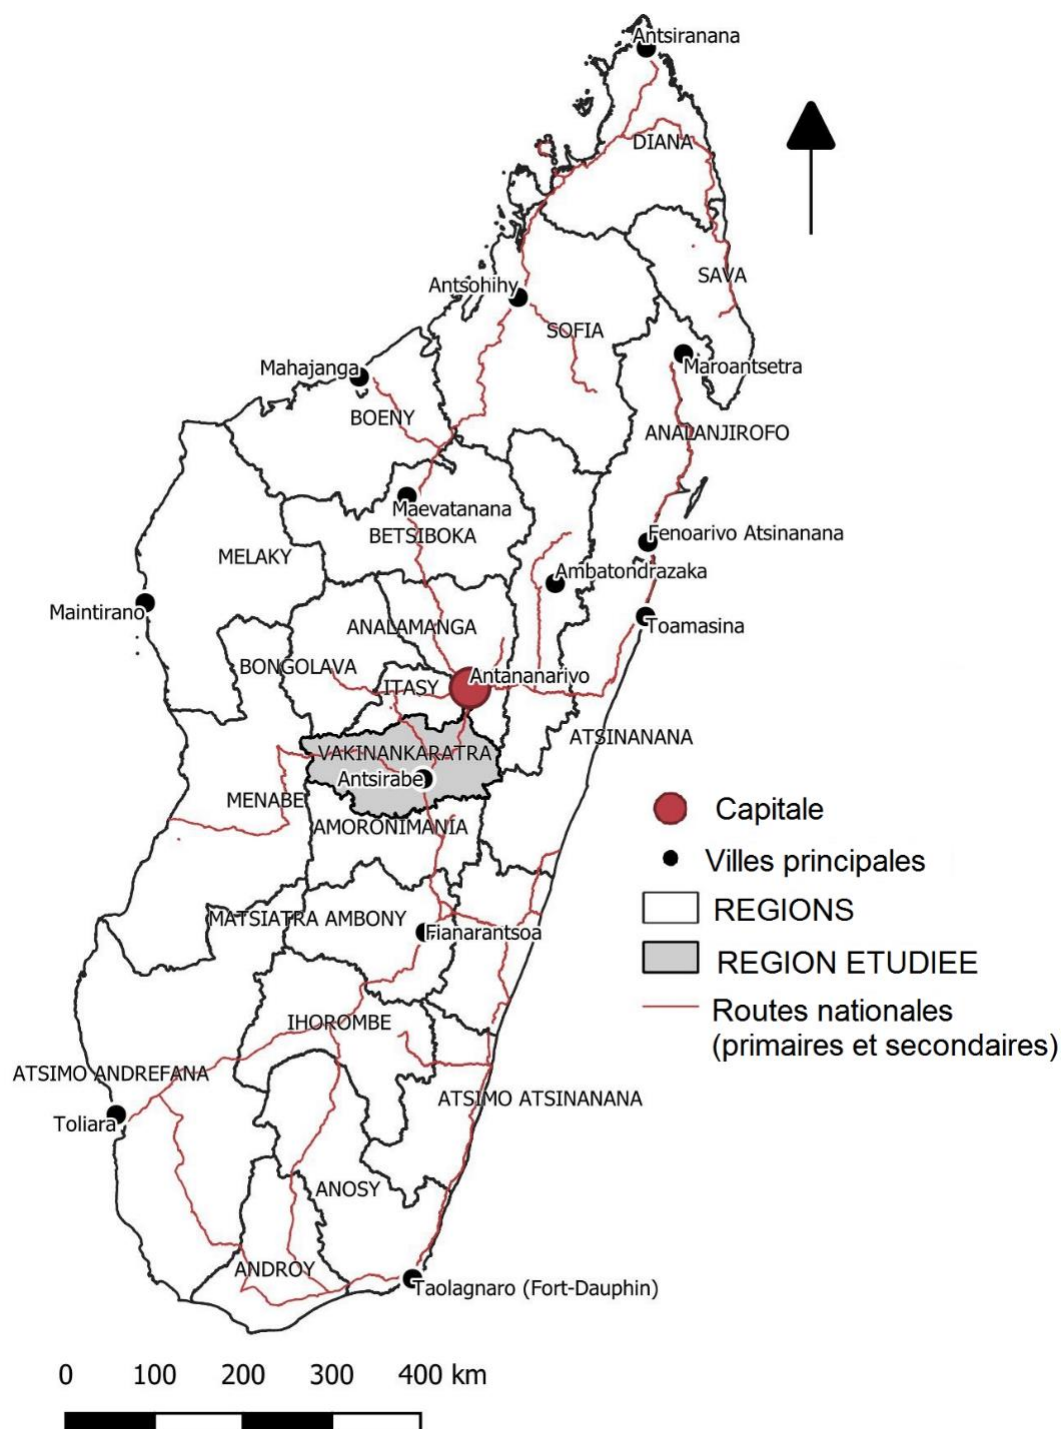 Antsiranana
DIANA
SAVA
Antsohihy
SOFIA
Maroantsetra
Mahajanga
BOENY
ANALANJIROFO
Maevatanana
BETSIBOKA
Fenoarivo Atsinanana
MELAKY
Ambatondrazaka
Maintirano
ANALAMANGA
Toamasina
BONGOLAVA
ITASY
Antananarivo
ATSINANANA
VAKINANKARATRA
Antsirabe
MENABE
AMORONIMANIA
Capitale
Villes principales
REGIONS
MATSIATRA AMBONY
Fianarantsoa
REGION ETUDIEE
Routes nationales
(primaires et secondaires)
IHOROMBE
ATSIMO ANDREFANA
ATSIMO ATSINANANA
Toliara
ANOSY
ANDROY
Taolagnaro (Fort-Dauphin)
0 100 200 300 400 km